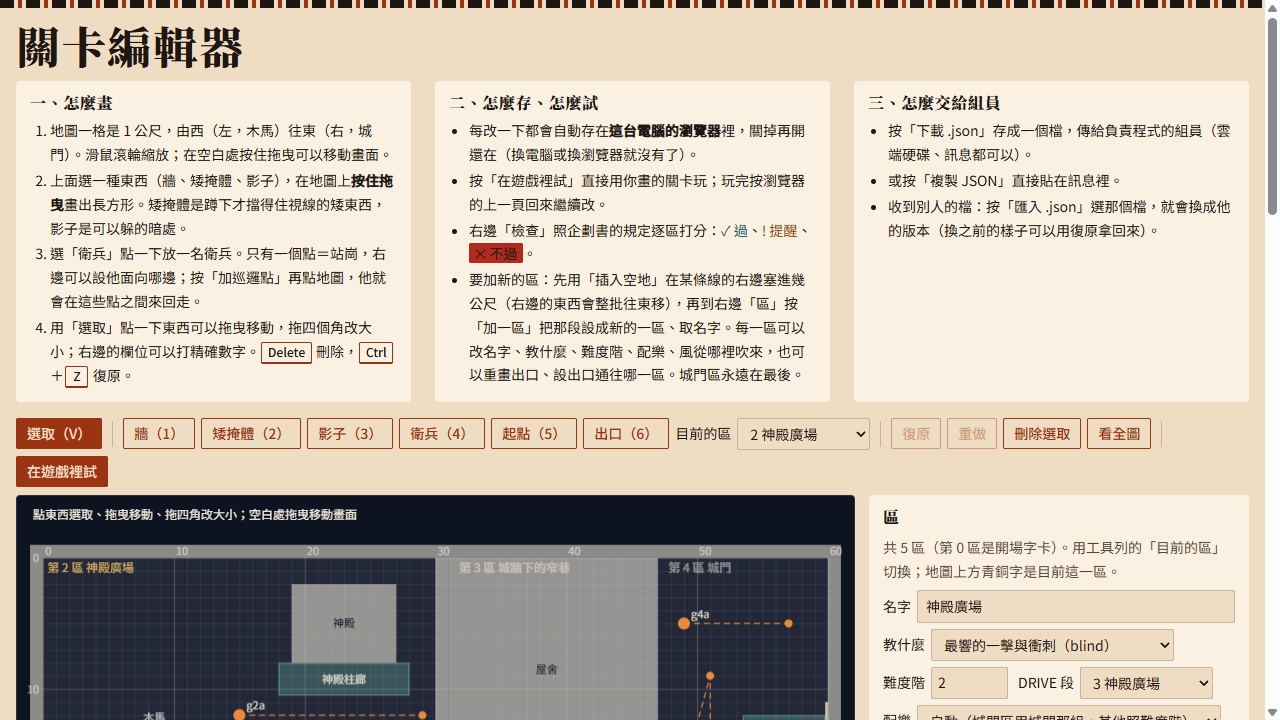 關卡編輯器
一、怎麼畫
1. 地圖一格是 1 公尺，由西（左，木馬）往東（右，城
門）。滑鼠滾輪縮放；在空白處按住拖曳可以移動畫面。
2. 上面選一種東西（牆、矮掩體、影子），在地圖上按住拖
曳畫出長方形。矮掩體是蹲下才擋得住視線的矮東西，
影子是可以躲的暗處。
3. 選「衛兵」點一下放一名衛兵。只有一個點＝站崗，右
邊可以設他面向哪邊；按「加巡邏點」再點地圖，他就
會在這些點之間來回走。
4. 用「選取」點一下東西可以拖曳移動，拖四個角改大
小；右邊的欄位可以打精確數字。 Delete 刪除， Ctrl
＋ Z 復原。
二、怎麼存、怎麼試
每改一下都會自動存在這台電腦的瀏覽器裡，關掉再開
還在（換電腦或換瀏覽器就沒有了）。
按「在遊戲裡試」直接用你畫的關卡玩；玩完按瀏覽器
的上一頁回來繼續改。
右邊「檢查」照企劃書的規定逐區打分：✓ 過、! 提醒、
✕ 不過 。
要加新的區：先用「插入空地」在某條線的右邊塞進幾
公尺（右邊的東西會整批往東移），再到右邊「區」按
「加一區」把那段設成新的一區、取名字。每一區可以
改名字、教什麼、難度階、配樂、風從哪裡吹來，也可
以重畫出口、設出口通往哪一區。城門區永遠在最後。
三、怎麼交給組員
按「下載 .json」存成一個檔，傳給負責程式的組員（雲
端硬碟、訊息都可以）。
或按「複製 JSON」直接貼在訊息裡。
收到別人的檔：按「匯入 .json」選那個檔，就會換成他
的版本（換之前的樣子可以用復原拿回來）。
選取（V） 牆（1） 矮掩體（2） 影子（3） 衛兵（4） 起點（5） 出口（6） 目前的區 2 神殿廣場 復原 重做 刪除選取 看全圖
在遊戲裡試
點東西選取、拖曳移動、拖四角改大小；空白處拖曳移動畫面
0 10 20 30 40 50 60
0
第 2 區 神殿廣場 第 3 區 城牆下的窄巷 第 4 區 城門
g4a
神殿
屋舍
神殿柱廊
10
g2a
木馬
區
共 5 區（第 0 區是開場字卡）。用工具列的「目前的區」
切換；地圖上方青銅字是目前這一區。
名字 神殿廣場
教什麼 最響的一擊與衝刺（blind）
難度階 2 DRIVE 段 3 神殿廣場